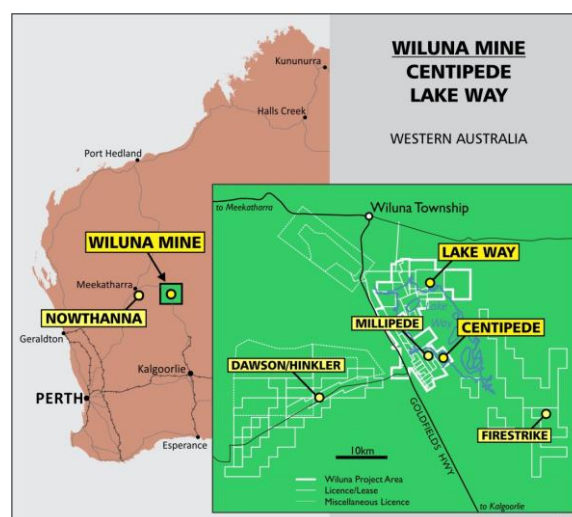 WILUNA MINE
CENTIPEDE
LAKE WAY
WESTERN AUSTRALIA
Kununurra
Halls Creek
Port Hedland
WILUNA MINE
Meekatharra
NOWTHANNA
Geraldton
Kalgoorlie
PERTH
Esperance
to Meekatharra
Wiluna Township
LAKE WAY
Lake
Way
MILLIPEDE
CENTIPEDE
DAWSON/HINKLER
GOLDFIELDS HWY
FIRESTRIKE
10km
Wiluna Project Area
Licence/Lease
Miscellaneous Licence
to Kalgoorlie